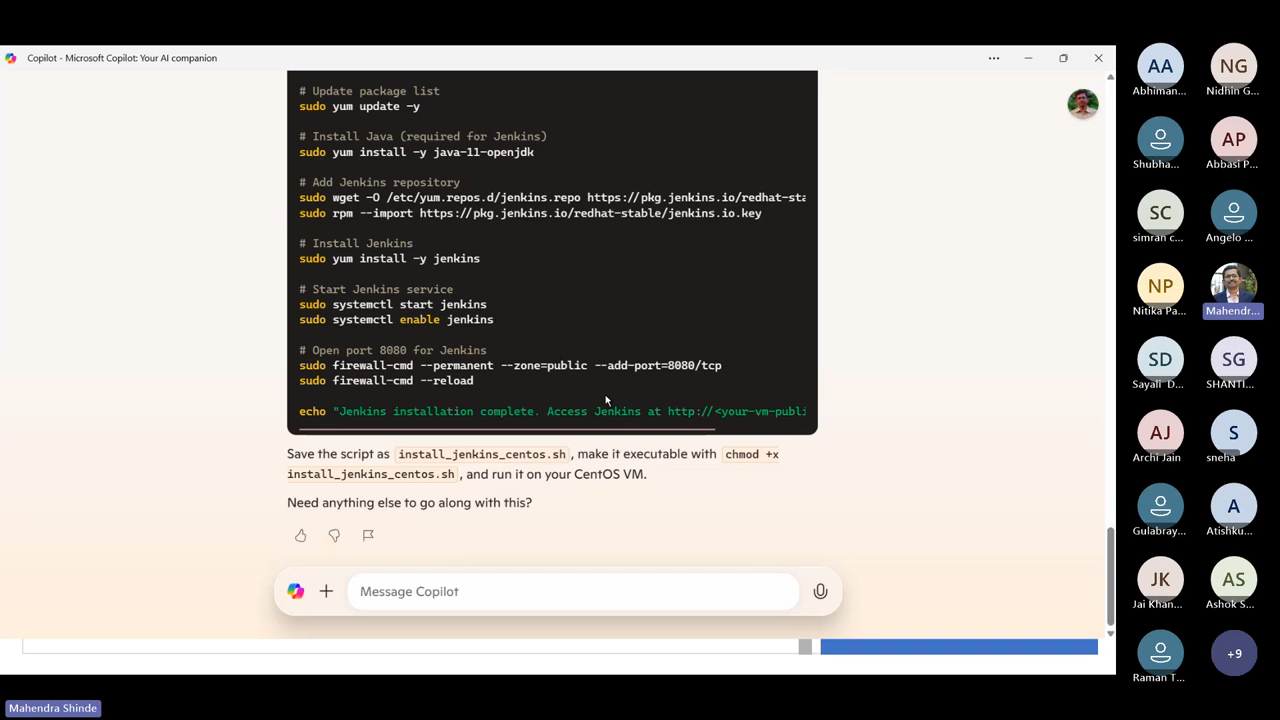 Copilot - Microsoft Copilot: Your AI companion
# Update package list
sudo yum update -y
# Install Java (required for Jenkins)
sudo yum install -y java-11-openjdk
# Add Jenkins repository
sudo wget -O /etc/yum.repos.d/jenkins.repo https://pkg.jenkins.io/redhat-sta
sudo rpm --import https://pkg.jenkins.io/redhat-stable/jenkins.io.key
# Install Jenkins
sudo yum install -y jenkins
# Start Jenkins service
sudo systemctl start jenkins
sudo systemctl enable jenkins
# Open port 8080 for Jenkins
sudo firewall-cmd --permanent --zone=public --add-port=8080/tcp
sudo firewall-cmd --reload
echo "Jenkins installation complete. Access Jenkins at http://<your-vm-publi
Save the script as install_jenkins_centos.sh, make it executable with chmod +x
install_jenkins_centos.sh, and run it on your CentOS VM.
Need anything else to go along with this?
Message Copilot
AA NG
Abhiman... Nidhin G...
AP
Shubha... Abbasi P...
SC
simran c... Angelo ...
NP
Nitika Pa... Mahendr...
SD SG
Sayali D... SHANTI...
AJ S
Archi Jain sneha
A
Gulabray... Atishku...
JK AS
Jai Khan... Ashok S...
+9
Raman T...
Mahendra Shinde